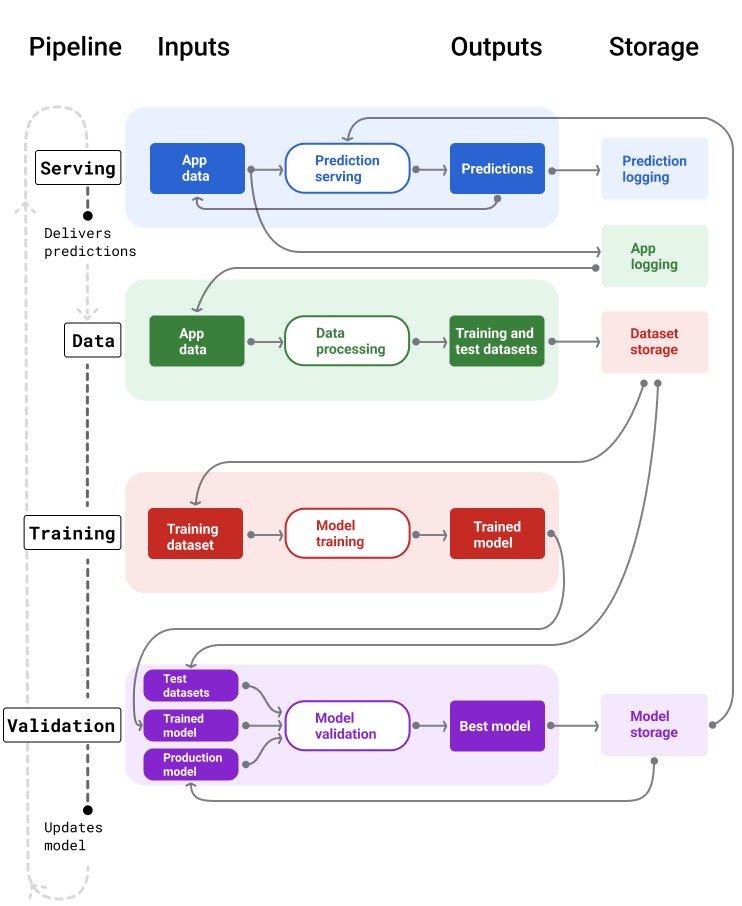 Pipeline
Inputs
Outputs
Storage
Serving
App
data
Prediction
serving
Predictions
Prediction
logging
Delivers
predictions
App
logging
Data
App
data
Data
processing
Training and
test datasets
Dataset
storage
Training
Training
dataset
Model
training
Trained
model
Validation
Test
datasets
Trained
model
Production
model
Model
validation
Best model
Model
storage
Updates
model